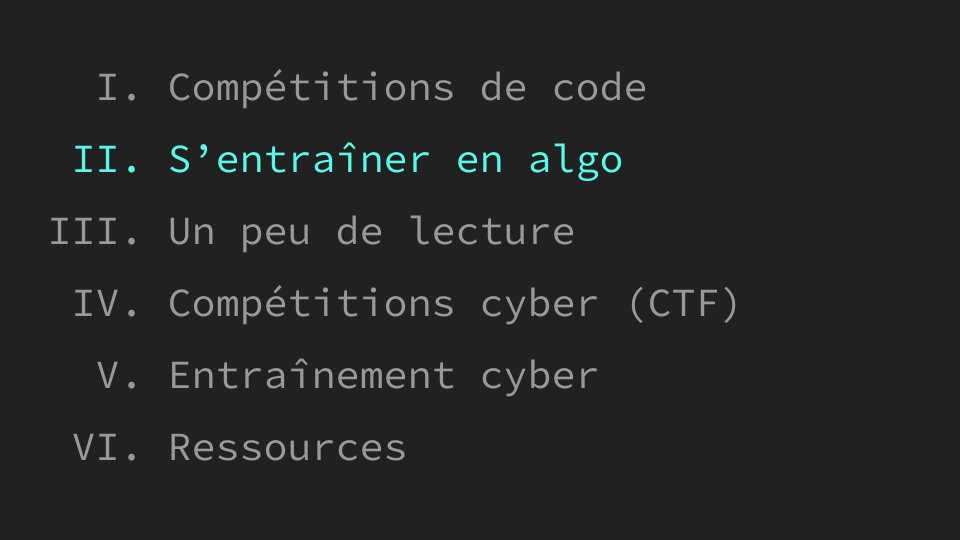 I. Compétitions de code
II. S’entraîner en algo
III. Un peu de lecture
IV. Compétitions cyber (CTF)
V. Entraînement cyber
VI. Ressources